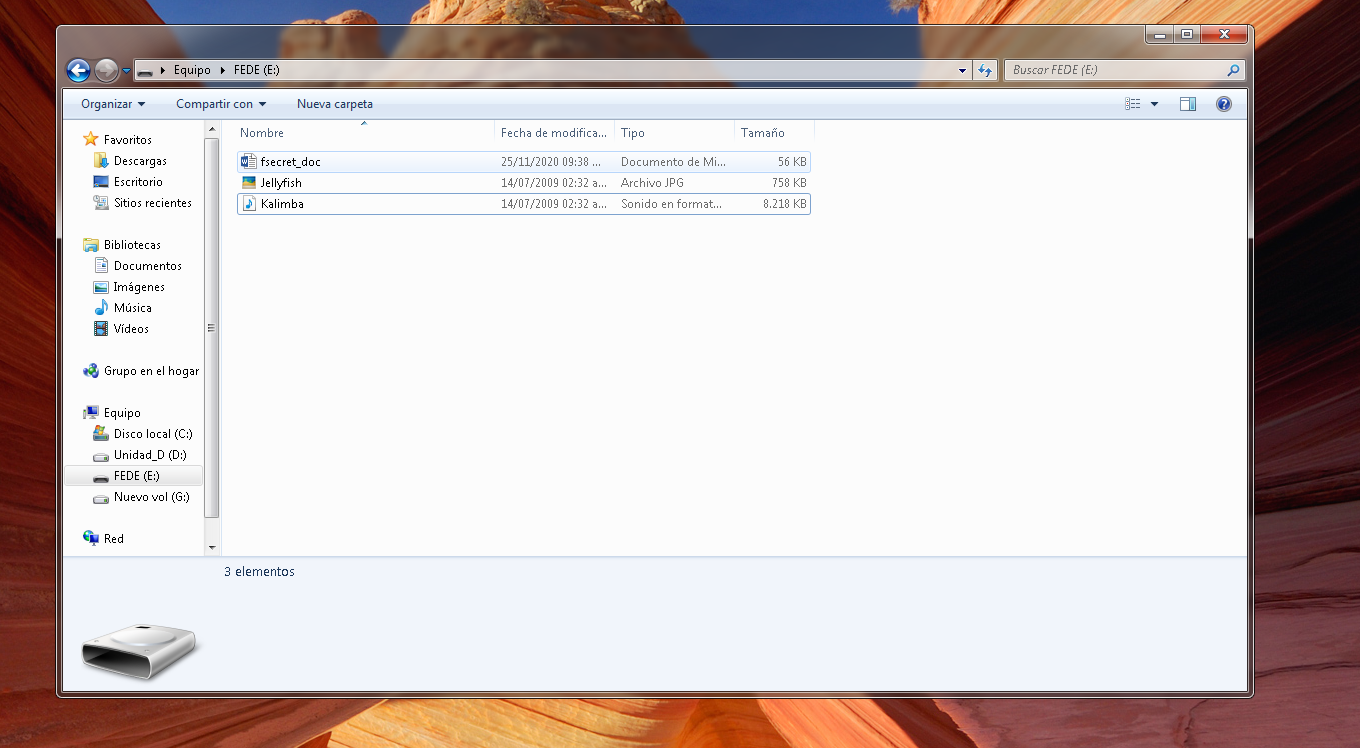 Equipo FEDE (E:)
Buscar FEDE (E:)
Organizar Compartir con Nueva carpeta
Favoritos
Descargas
Escritorio
Sitios recientes
Bibliotecas
Documentos
Imágenes
Música
Vídeos
Grupo en el hogar
Equipo
Disco local (C:)
Unidad_D (D:)
FEDE (E:)
Nuevo vol (G:)
Red
Nombre Fecha de modifica... Tipo Tamaño
fsecret_doc 25/11/2020 09:38 ... Documento de Mi... 56 KB
Jellyfish 14/07/2009 02:32 a... Archivo JPG 758 KB
Kalimba 14/07/2009 02:32 a... Sonido en format... 8.218 KB
3 elementos